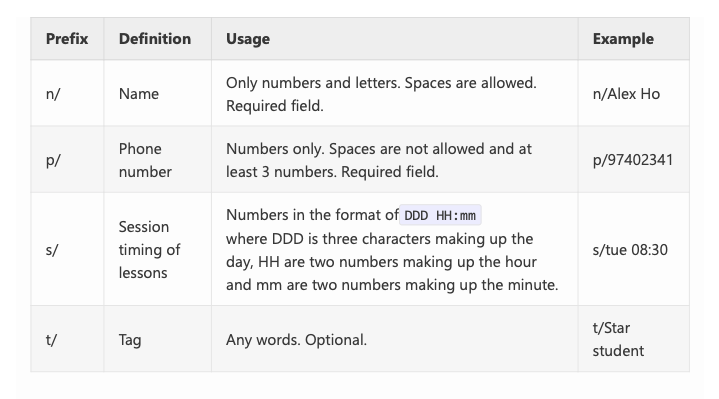 Prefix Definition Usage Example
n/ Name Only numbers and letters. Spaces are allowed.
Required field. n/Alex Ho
p/ Phone
number Numbers only. Spaces are not allowed and at
least 3 numbers. Required field. p/97402341
s/ Session
timing of
lessons Numbers in the format of DDD HH:mm
where DDD is three characters making up the
day, HH are two numbers making up the hour
and mm are two numbers making up the minute. s/tue 08:30
t/ Tag Any words. Optional. t/Star
student